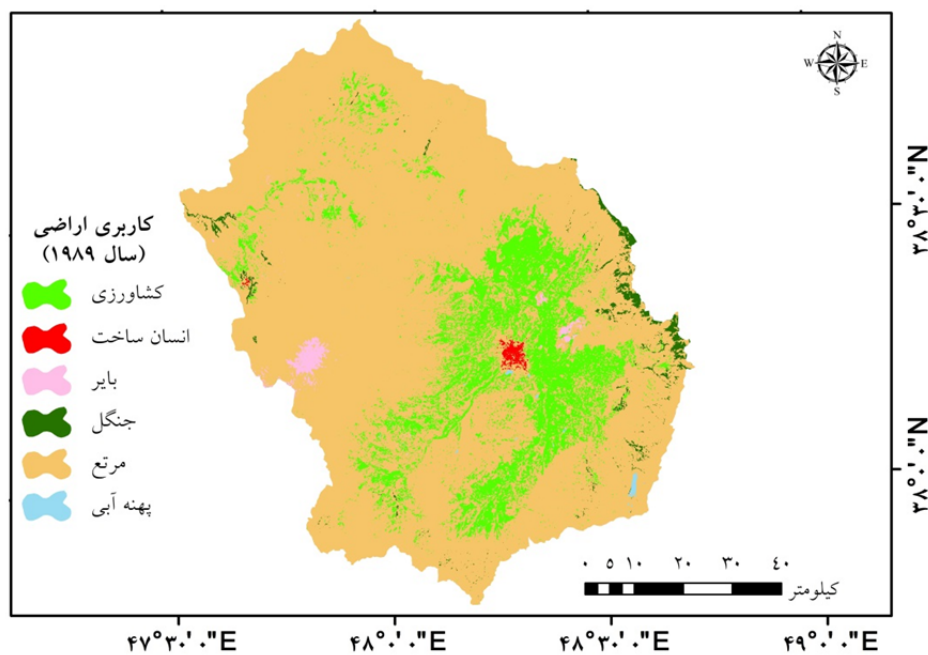 N
W E
S
کاربری اراضی
(سال ۱۹۸۹)
کشاورزی
انسان ساخت
بایر
جنگل
مرتع
پهنه آبی
۳۸°۳۰'۰"N
۳۸°۰'۰"N
۰ ۵ ۱۰ ۲۰ ۳۰ ۴۰
کیلومتر
۴۷°۳۰'۰"E ۴۸°۰'۰"E ۴۸°۳۰'۰"E ۴۹°۰'۰"E